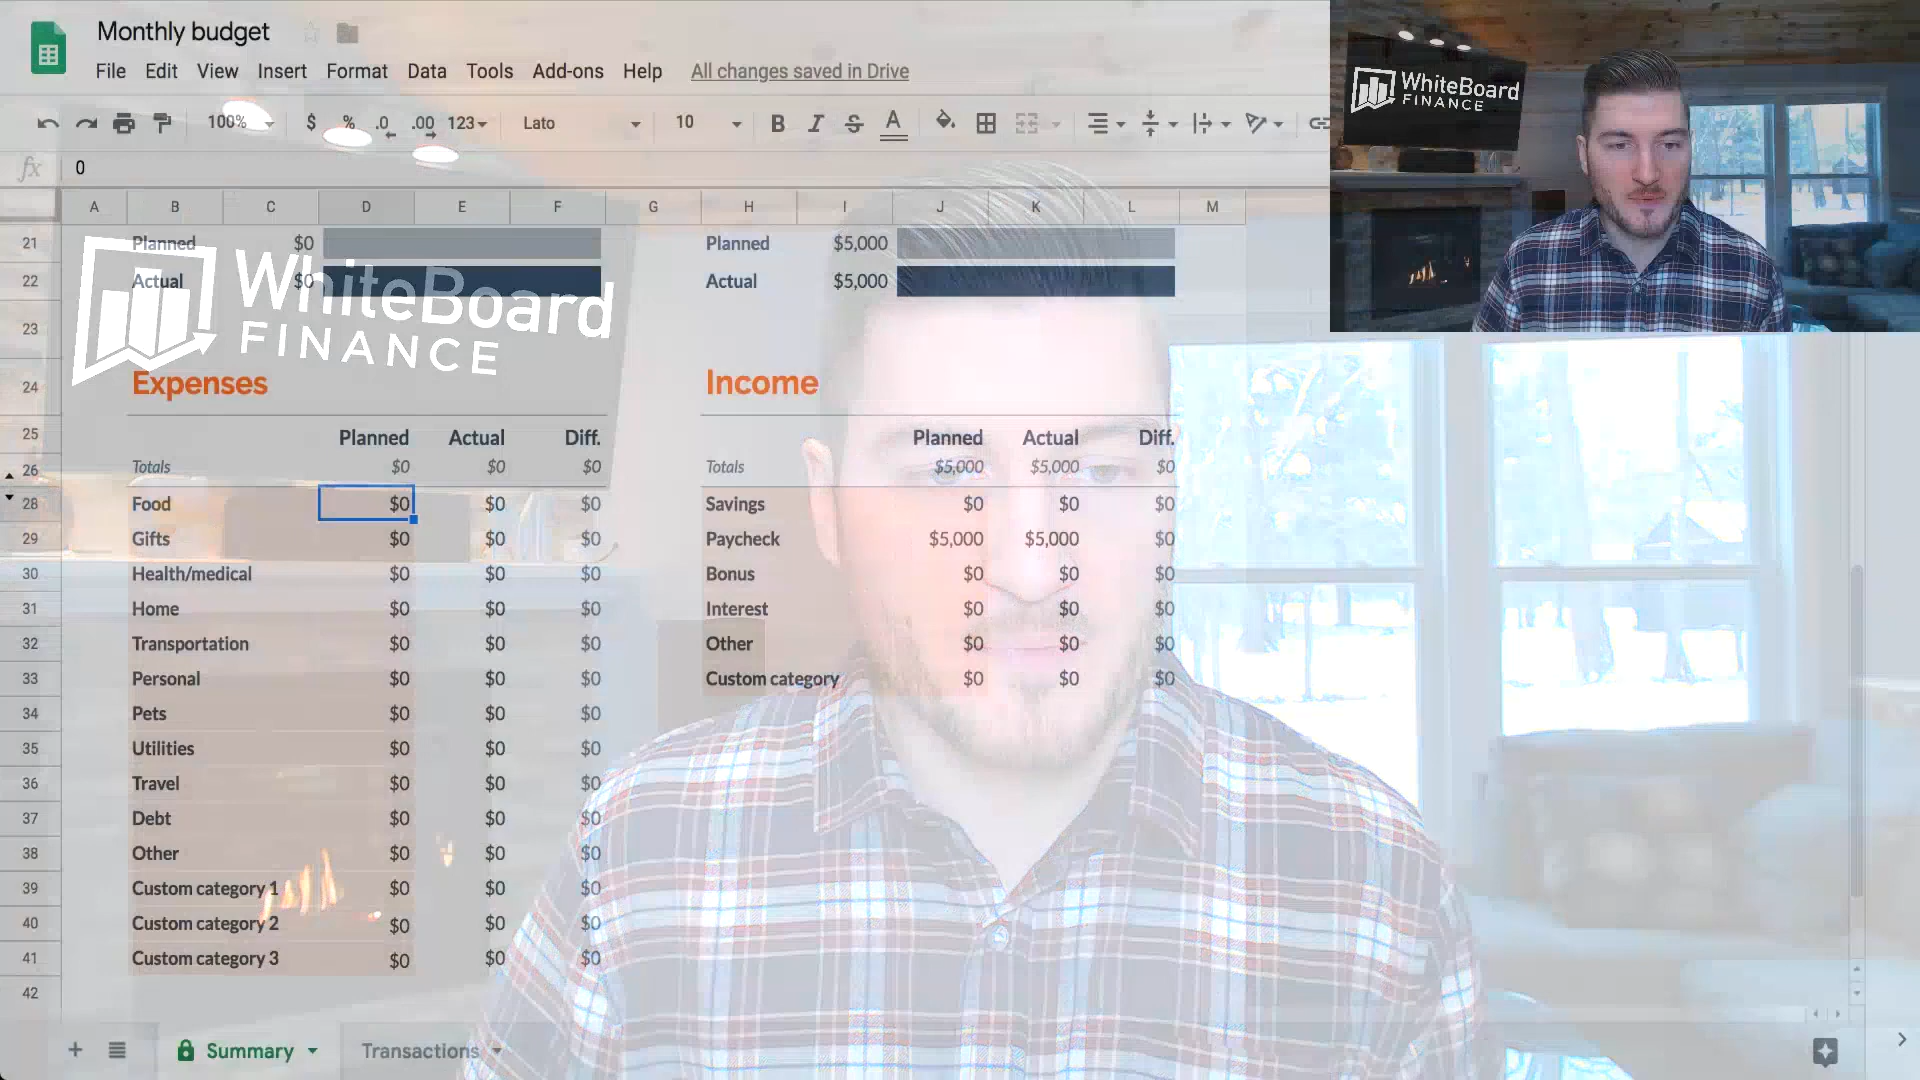 Monthly budget
File Edit View Insert Format Data Tools Add-ons Help All changes saved in Drive
100% $ % .0 .00 123 Lato 10 B I S A
fx 0
A B C D E F G H I J K L M
21 Planned $0 Planned $5,000
22 Actual $0 Actual $5,000
WhiteBoard
FINANCE
WhiteBoard
FINANCE
23
24 Expenses Income
25 Planned Actual Diff. Planned Actual Diff.
26 Totals $0 $0 $0 Totals $5,000 $5,000 $0
28 Food $0 $0 $0 Savings $0 $0 $0
29 Gifts $0 $0 $0 Paycheck $5,000 $5,000 $0
30 Health/medical $0 $0 $0 Bonus $0 $0 $0
31 Home $0 $0 $0 Interest $0 $0 $0
32 Transportation $0 $0 $0 Other $0 $0 $0
33 Personal $0 $0 $0 Custom category $0 $0 $0
34 Pets $0 $0 $0
35 Utilities $0 $0 $0
36 Travel $0 $0 $0
37 Debt $0 $0 $0
38 Other $0 $0 $0
39 Custom category 1 $0 $0 $0
40 Custom category 2 $0 $0 $0
41 Custom category 3 $0 $0 $0
42
Summary Transactions